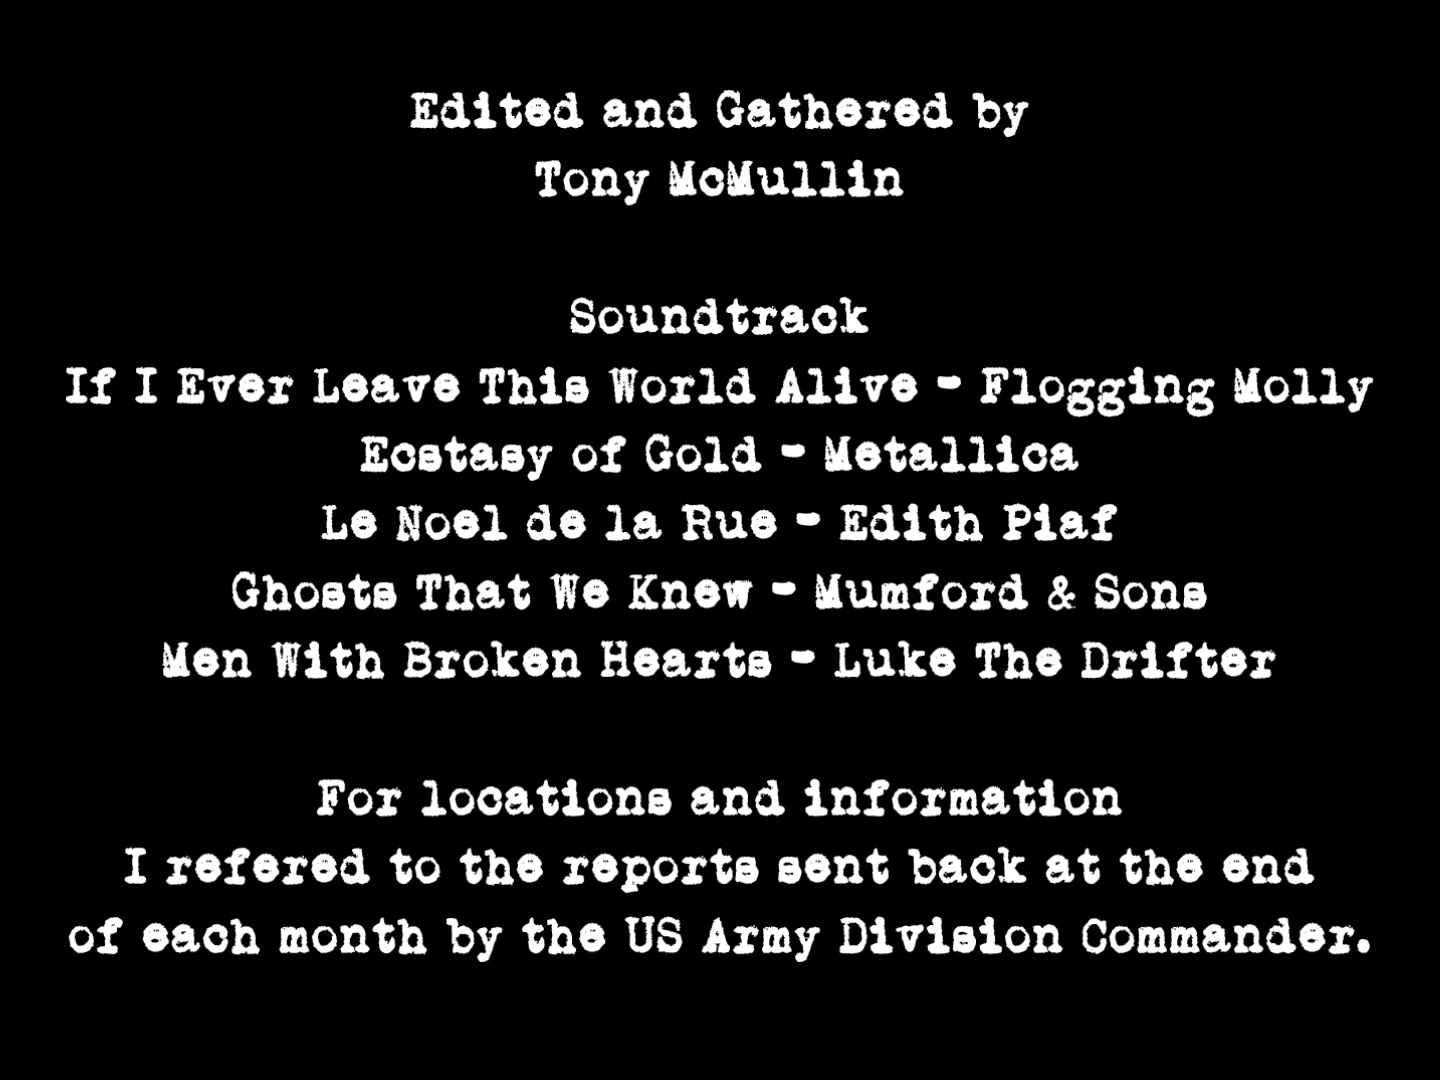 Edited and Gathered by
Tony McMullin
Soundtrack
If I Ever Leave This World Alive - Flogging Molly
Ecstasy of Gold - Metallica
Le Noel de la Rue - Edith Piaf
Ghosts That We Knew - Mumford & Sons
Men With Broken Hearts - Luke The Drifter
For locations and information
I refered to the reports sent back at the end
of each month by the US Army Division Commander.